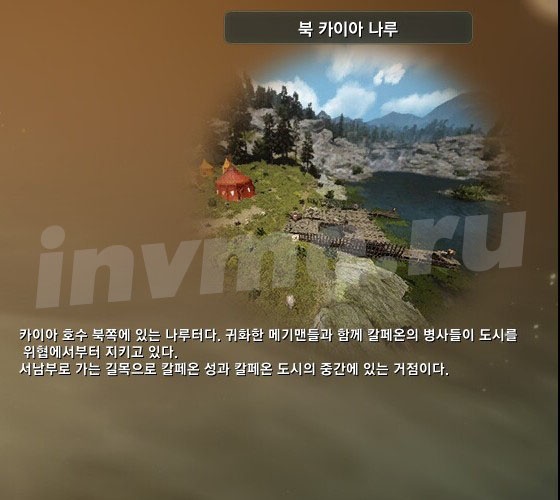 북 카이아 나루
카이아 호수 북쪽에 있는 나루터다. 귀화한 메기맨들과 함께 칼페온의 병사들이 도시를
위협에서부터 지키고 있다.
서남부로 가는 길목으로 칼페온 성과 칼페온 도시의 중간에 있는 거점이다.